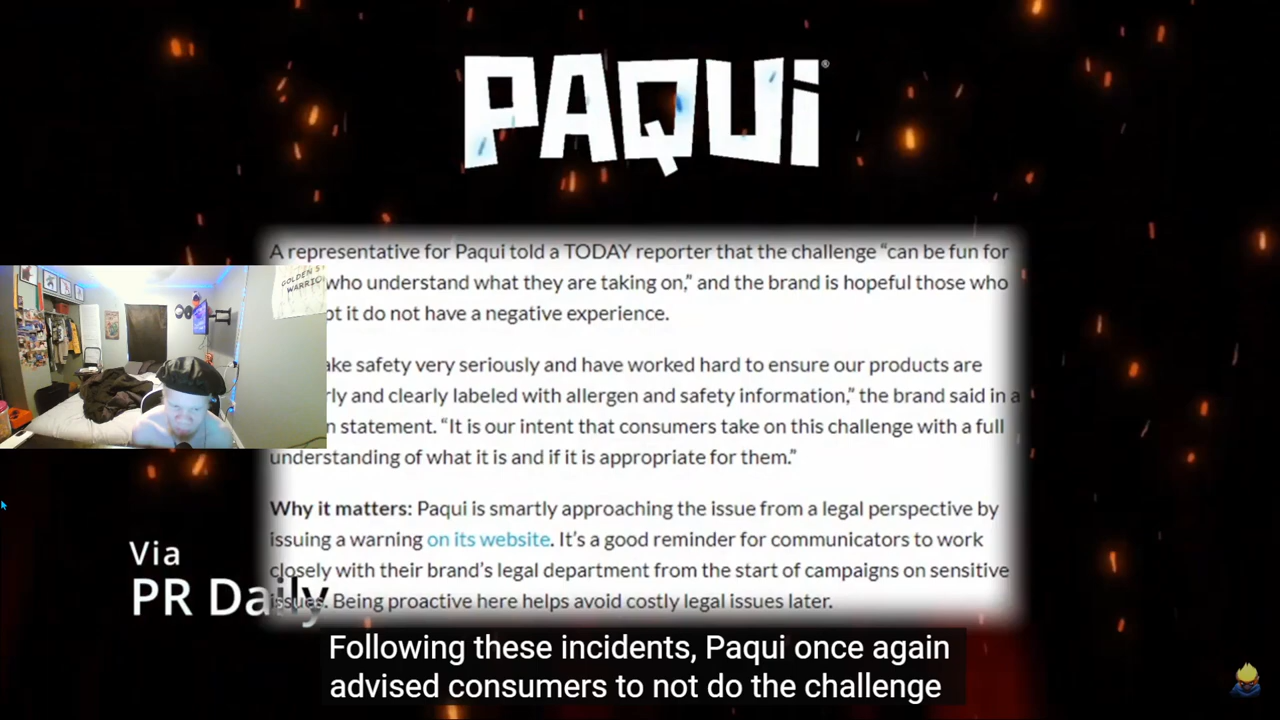 PAQUI®
A representative for Paqui told a TODAY reporter that the challenge “can be fun for
who understand what they are taking on,” and the brand is hopeful those who
pt it do not have a negative experience.
GOLDEN ST
WARRIO
ake safety very seriously and have worked hard to ensure our products are
rly and clearly labeled with allergen and safety information,” the brand said in a
n statement. “It is our intent that consumers take on this challenge with a full
understanding of what it is and if it is appropriate for them.”
Why it matters: Paqui is smartly approaching the issue from a legal perspective by
issuing a warning on its website. It’s a good reminder for communicators to work
closely with their brand’s legal department from the start of campaigns on sensitive
issues. Being proactive here helps avoid costly legal issues later.
Via
PR Daily
Following these incidents, Paqui once again
advised consumers to not do the challenge